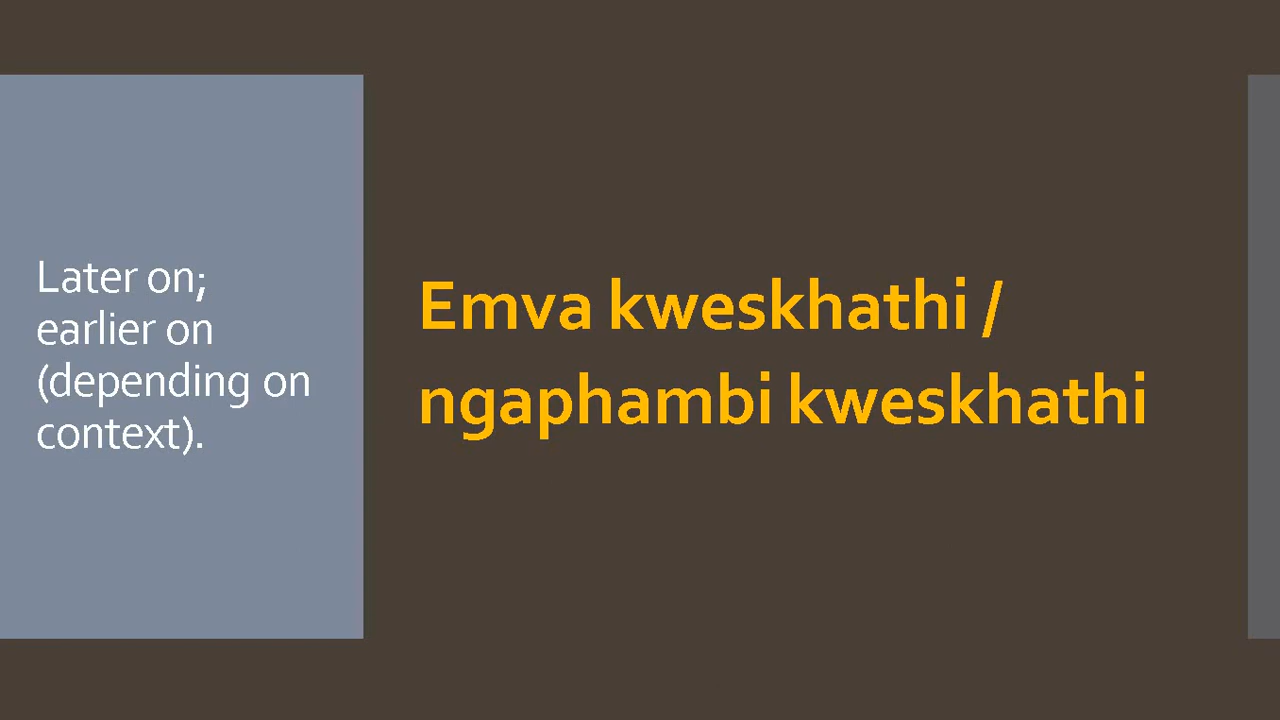 Later on;
earlier on
(depending on
context).
Emva kweskhathi /
ngaphambi kweskhathi